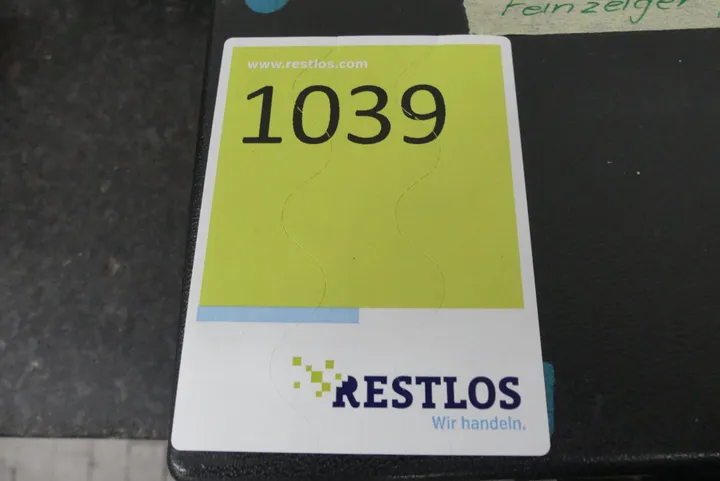 Feinzeiger
www.restlos.com
1039
RESTLOS
Wir handeln.